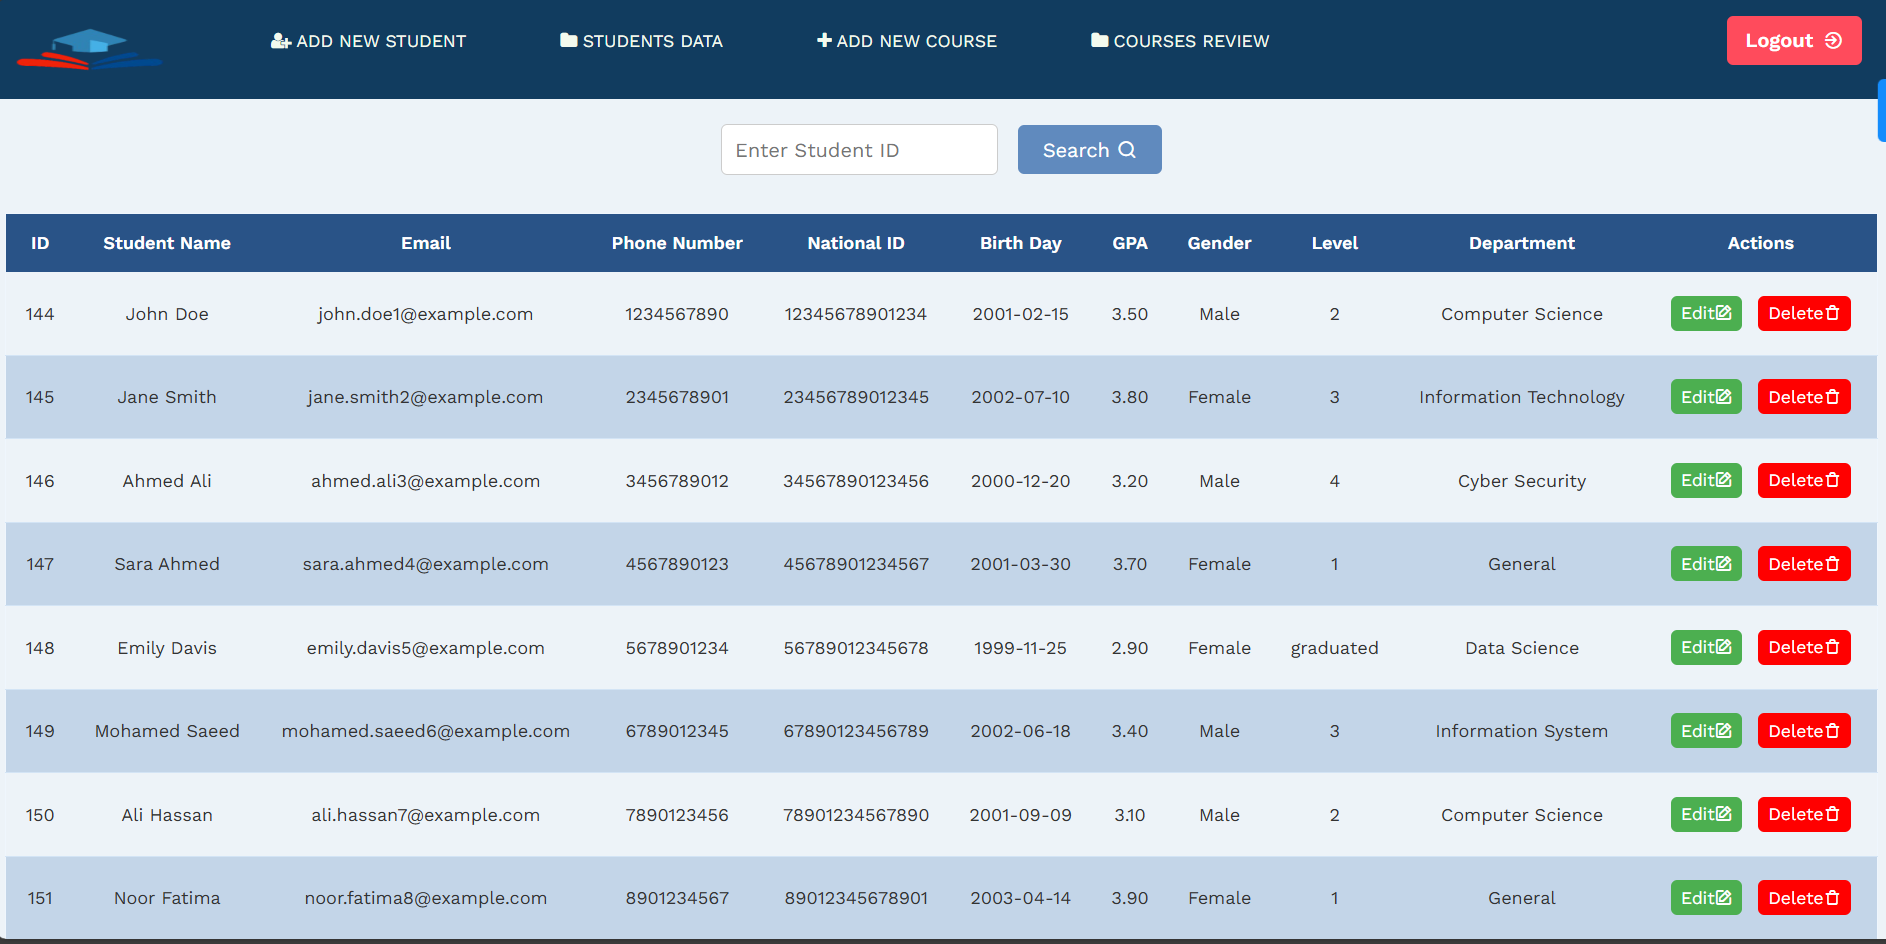 ADD NEW STUDENT STUDENTS DATA ADD NEW COURSE COURSES REVIEW Logout
Enter Student ID Search
ID Student Name Email Phone Number National ID Birth Day GPA Gender Level Department Actions
144 John Doe john.doe1@example.com 1234567890 12345678901234 2001-02-15 3.50 Male 2 Computer Science Edit Delete
145 Jane Smith jane.smith2@example.com 2345678901 23456789012345 2002-07-10 3.80 Female 3 Information Technology Edit Delete
146 Ahmed Ali ahmed.ali3@example.com 3456789012 34567890123456 2000-12-20 3.20 Male 4 Cyber Security Edit Delete
147 Sara Ahmed sara.ahmed4@example.com 4567890123 45678901234567 2001-03-30 3.70 Female 1 General Edit Delete
148 Emily Davis emily.davis5@example.com 5678901234 56789012345678 1999-11-25 2.90 Female graduated Data Science Edit Delete
149 Mohamed Saeed mohamed.saeed6@example.com 6789012345 67890123456789 2002-06-18 3.40 Male 3 Information System Edit Delete
150 Ali Hassan ali.hassan7@example.com 7890123456 78901234567890 2001-09-09 3.10 Male 2 Computer Science Edit Delete
151 Noor Fatima noor.fatima8@example.com 8901234567 89012345678901 2003-04-14 3.90 Female 1 General Edit Delete